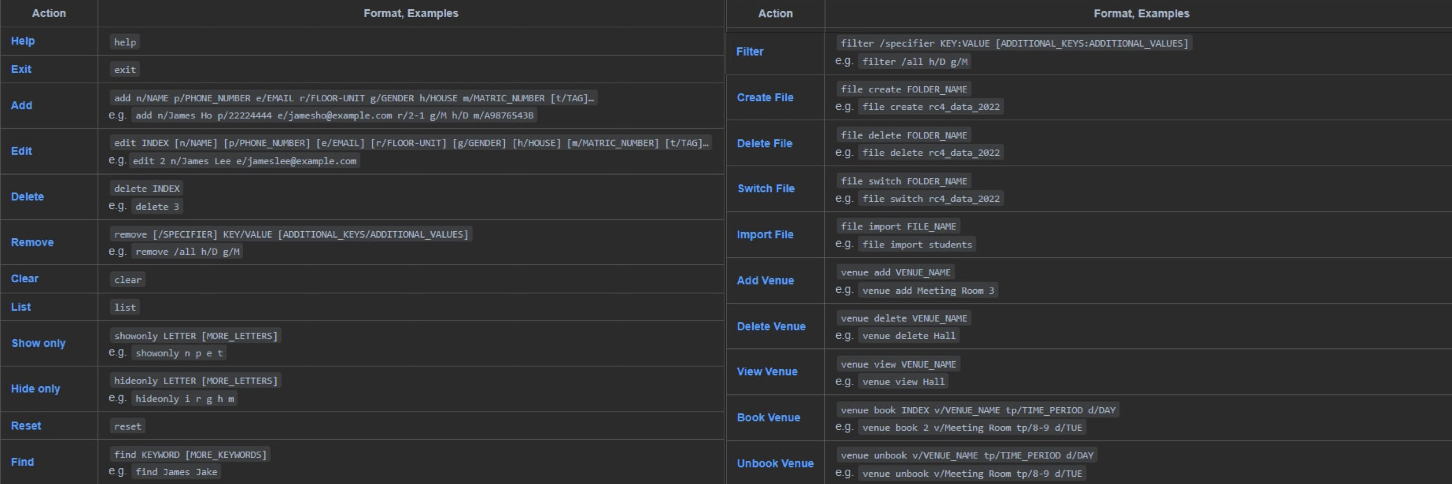 Action Format, Examples
Help help
Exit exit
Add add n/NAME p/PHONE_NUMBER e/EMAIL r/FLOOR-UNIT g/GENDER h/HOUSE m/MATRIC_NUMBER [t/TAG]…
e.g. add n/James Ho p/22224444 e/jamesho@example.com r/2-1 g/M h/D m/A9876543B
Edit edit INDEX [n/NAME] [p/PHONE_NUMBER] [e/EMAIL] [r/FLOOR-UNIT] [g/GENDER] [h/HOUSE] [m/MATRIC_NUMBER] [t/TAG]…
e.g. edit 2 n/James Lee e/jameslee@example.com
Delete delete INDEX
e.g. delete 3
Remove remove [/SPECIFIER] KEY/VALUE [ADDITIONAL_KEYS/ADDITIONAL_VALUES]
e.g. remove /all h/D g/M
Clear clear
List list
Show only showonly LETTER [MORE_LETTERS]
e.g. showonly n p e t
Hide only hideonly LETTER [MORE_LETTERS]
e.g. hideonly i r g h m
Reset reset
Find find KEYWORD [MORE_KEYWORDS]
e.g. find James Jake
Action Format, Examples
Filter filter /specifier KEY:VALUE [ADDITIONAL_KEYS:ADDITIONAL_VALUES]
e.g. filter /all h/D g/M
Create File file create FOLDER_NAME
e.g. file create rc4_data_2022
Delete File file delete FOLDER_NAME
e.g. file delete rc4_data_2022
Switch File file switch FOLDER_NAME
e.g. file switch rc4_data_2022
Import File file import FILE_NAME
e.g. file import students
Add Venue venue add VENUE_NAME
e.g. venue add Meeting Room 3
Delete Venue venue delete VENUE_NAME
e.g. venue delete Hall
View Venue venue view VENUE_NAME
e.g. venue view Hall
Book Venue venue book INDEX v/VENUE_NAME tp/TIME_PERIOD d/DAY
e.g. venue book 2 v/Meeting Room tp/8-9 d/TUE
Unbook Venue venue unbook v/VENUE_NAME tp/TIME_PERIOD d/DAY
e.g. venue unbook v/Meeting Room tp/8-9 d/TUE